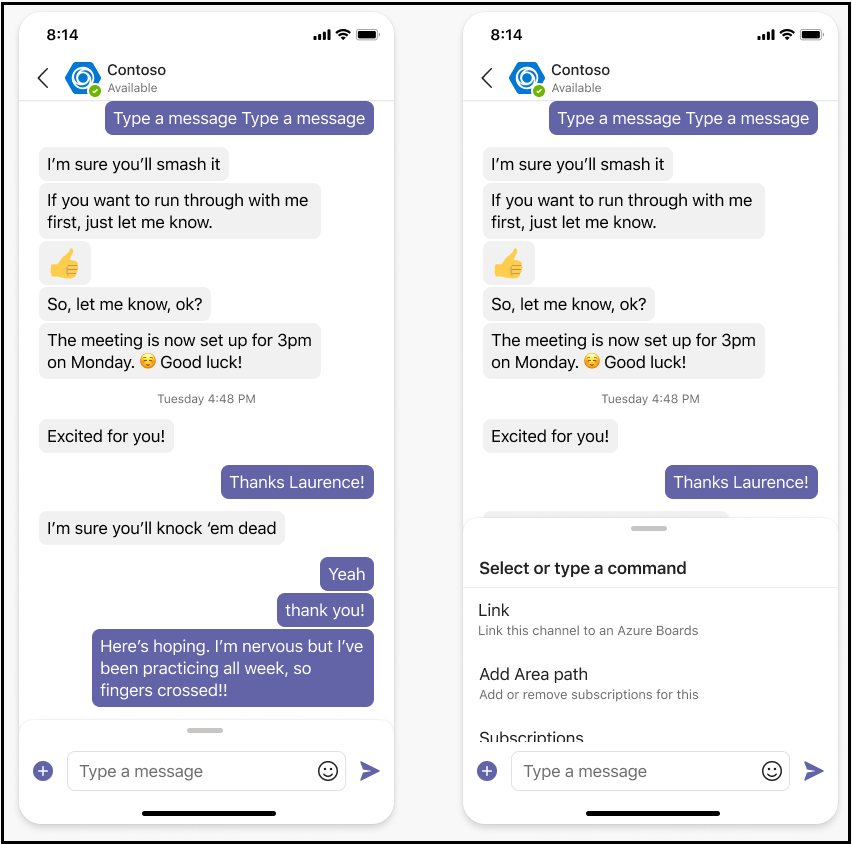 8:14
Contoso
Available
Type a message Type a message
I’m sure you’ll smash it
If you want to run through with me
first, just let me know.
So, let me know, ok?
The meeting is now set up for 3pm
on Monday. ☺️ Good luck!
Tuesday 4:48 PM
Excited for you!
Thanks Laurence!
I’m sure you’ll knock ‘em dead
Yeah
thank you!
Here’s hoping. I’m nervous but I’ve
been practicing all week, so
fingers crossed!!
Type a message
8:14
Contoso
Available
Type a message Type a message
I’m sure you’ll smash it
If you want to run through with me
first, just let me know.
So, let me know, ok?
The meeting is now set up for 3pm
on Monday. ☺️ Good luck!
Tuesday 4:48 PM
Excited for you!
Thanks Laurence!
Select or type a command
Link
Link this channel to an Azure Boards
Add Area path
Add or remove subscriptions for this
Subscriptions
Type a message